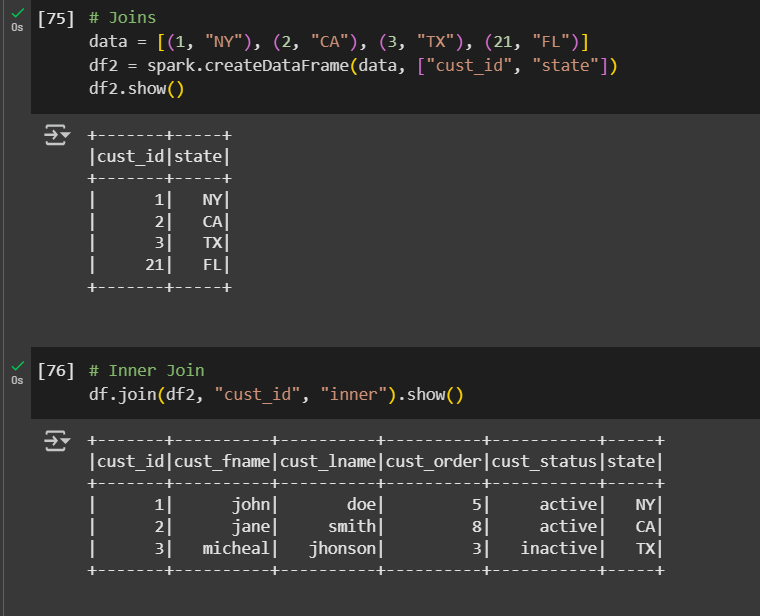 [75] # Joins
0s
data = [(1, "NY"), (2, "CA"), (3, "TX"), (21, "FL")]
df2 = spark.createDataFrame(data, ["cust_id", "state"])
df2.show()
+-------+-----+
|cust_id|state|
+-------+-----+
|      1|   NY|
|      2|   CA|
|      3|   TX|
|     21|   FL|
+-------+-----+
[76] # Inner Join
0s
df.join(df2, "cust_id", "inner").show()
+-------+----------+----------+----------+-----------+-----+
|cust_id|cust_fname|cust_lname|cust_order|cust_status|state|
+-------+----------+----------+----------+-----------+-----+
|      1|      john|       doe|         5|     active|   NY|
|      2|      jane|     smith|         8|     active|   CA|
|      3|   micheal|   jhonson|         3|   inactive|   TX|
+-------+----------+----------+----------+-----------+-----+